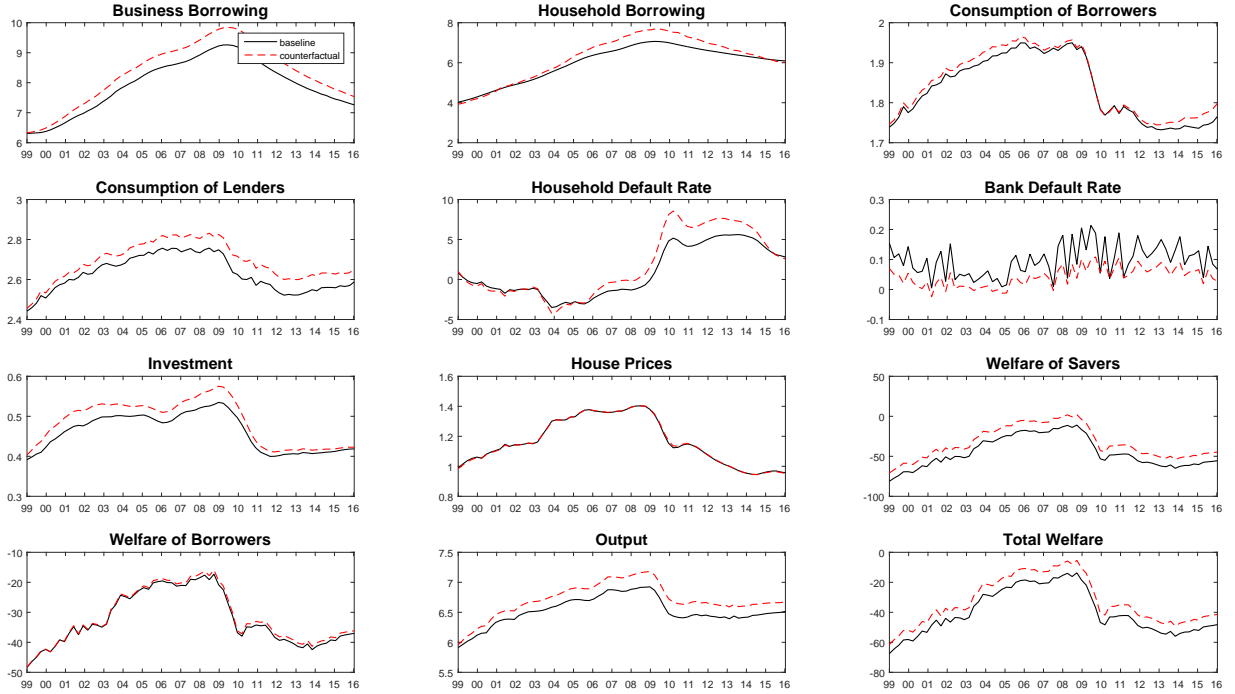 Business Borrowing
10
9
8
7
6
baseline
counterfactual
99 00 01 02 03 04 05 06 07 08 09 10 11 12 13 14 15 16
Household Borrowing
8
6
4
2
99 00 01 02 03 04 05 06 07 08 09 10 11 12 13 14 15 16
Consumption of Borrowers
2
1.9
1.8
1.7
99 00 01 02 03 04 05 06 07 08 09 10 11 12 13 14 15 16
Consumption of Lenders
3
2.8
2.6
2.4
99 00 01 02 03 04 05 06 07 08 09 10 11 12 13 14 15 16
Household Default Rate
10
5
0
-5
99 00 01 02 03 04 05 06 07 08 09 10 11 12 13 14 15 16
Bank Default Rate
0.3
0.2
0.1
0
-0.1
99 00 01 02 03 04 05 06 07 08 09 10 11 12 13 14 15 16
Investment
0.6
0.5
0.4
0.3
99 00 01 02 03 04 05 06 07 08 09 10 11 12 13 14 15 16
House Prices
1.6
1.4
1.2
1
0.8
99 00 01 02 03 04 05 06 07 08 09 10 11 12 13 14 15 16
Welfare of Savers
50
0
-50
-100
99 00 01 02 03 04 05 06 07 08 09 10 11 12 13 14 15 16
Welfare of Borrowers
-10
-20
-30
-40
-50
99 00 01 02 03 04 05 06 07 08 09 10 11 12 13 14 15 16
Output
7.5
7
6.5
6
5.5
99 00 01 02 03 04 05 06 07 08 09 10 11 12 13 14 15 16
Total Welfare
0
-20
-40
-60
-80
99 00 01 02 03 04 05 06 07 08 09 10 11 12 13 14 15 16